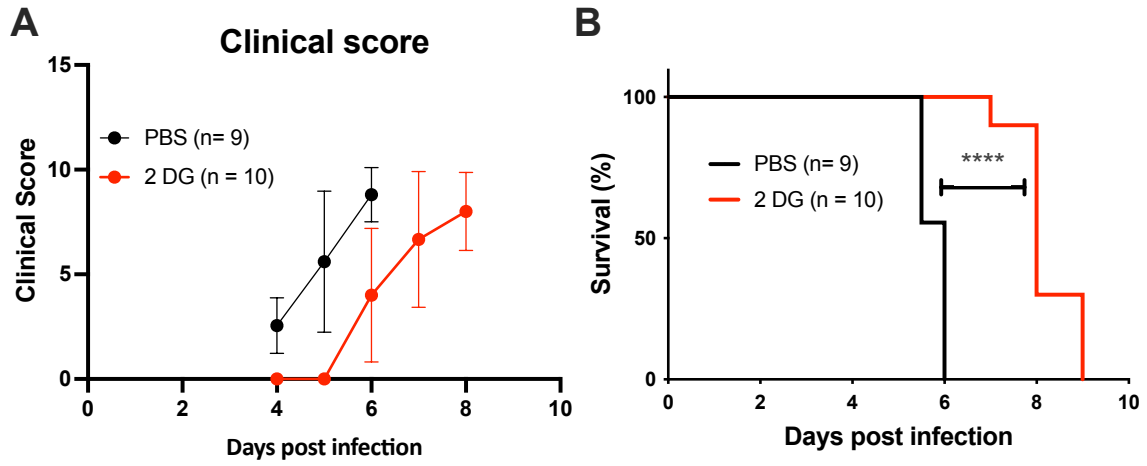 A
Clinical score
15
10
5
0
Clinical Score
PBS (n= 9)
2 DG (n = 10)
0 2 4 6 8 10
Days post infection
B
100
50
0
Survival (%)
PBS (n= 9)
2 DG (n = 10)
****
0 2 4 6 8 10
Days post infection